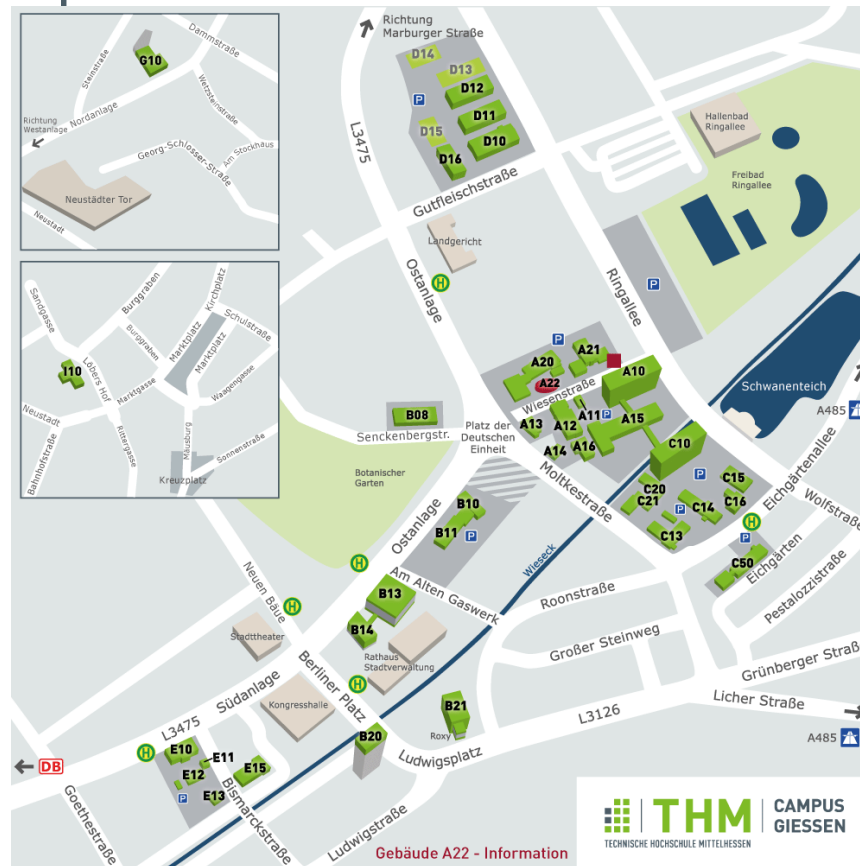 G10
Dammstraße
Steinstraße
Wetzsteinstraße
Nordanlage
Richtung
Westanlage
Am Stockhaus
Georg-Schlosser-Straße
Neustädter Tor
Neustadt
Sandgasse
Burggraben
Kirchplatz
Schulstraße
Burggraben
Marktplatz
Marktplatz
I10
Löbers Hof
Marktgasse
Waagengasse
Neustadt
Rittergasse
Mäusburg
Sonnenstraße
Bahnhofstraße
Kreuzplatz
Richtung
Marburger Straße
D14
D13
D12
P
D11
D15
D10
D16
L3475
Gutfleischstraße
Hallenbad
Ringallee
Freibad
Ringallee
Landgericht
Ostanlage
H
P
Ringallee
P
A21
A20
A22
A10
Wiesenstraße
Schwanenteich
A485
B08
Senckenbergstr.
Platz der
Deutschen
Einheit
A13
A12
A11
P
A15
A14
A16
C10
Moltkestraße
Botanischer
Garten
P
C15
C20
C21
C14
C16
P
C13
Eichgärtenallee
Wolfstraße
H
P
C50
Eichgärten
Pestalozzistraße
B10
B11
P
Ostanlage
Wieseck
H
Am Alten Gaswerk
B13
B14
Neuen Bäue
H
Stadttheater
Rathaus
Stadtverwaltung
Roonstraße
Großer Steinweg
Grünberger Straß
Licher Straße
L3126
A485
Südanlage
Berliner Platz
H
Kongresshalle
B21
Roxy
B20
Ludwigsplatz
L3475
H
E10
E11
E12
E15
E13
P
DB
Goethestraße
Bismarckstraße
Ludwigstraße
Gebäude A22 - Information
THM
CAMPUS
GIESSEN
TECHNISCHE HOCHSCHULE MITTELHESSEN